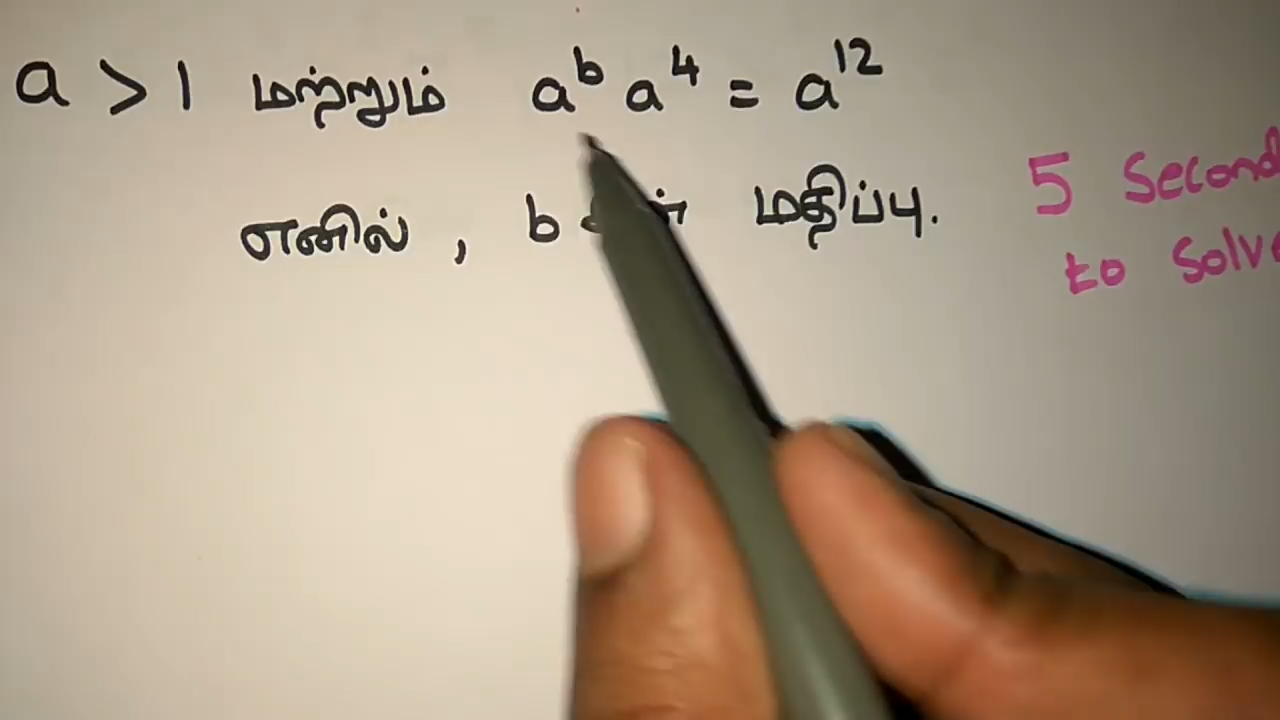 a > 1 மற்றும் a^b a^4 = a^12
எனில், b மதிப்பு.
5 Second
to Solve